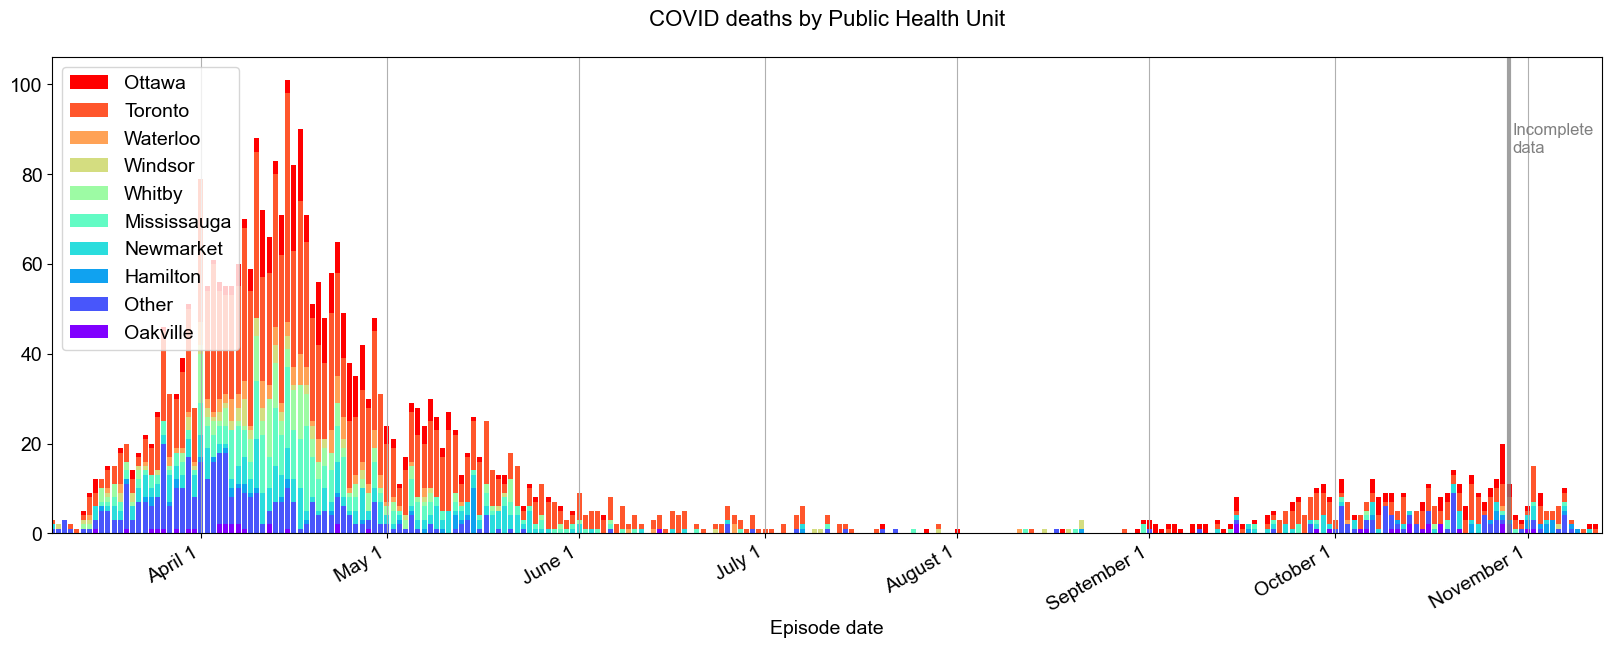 COVID deaths by Public Health Unit
100
80
60
40
20
0
Ottawa
Toronto
Waterloo
Windsor
Whitby
Mississauga
Newmarket
Hamilton
Other
Oakville
Incomplete
data
April 1
May 1
June 1
July 1
August 1
September 1
October 1
November 1
Episode date